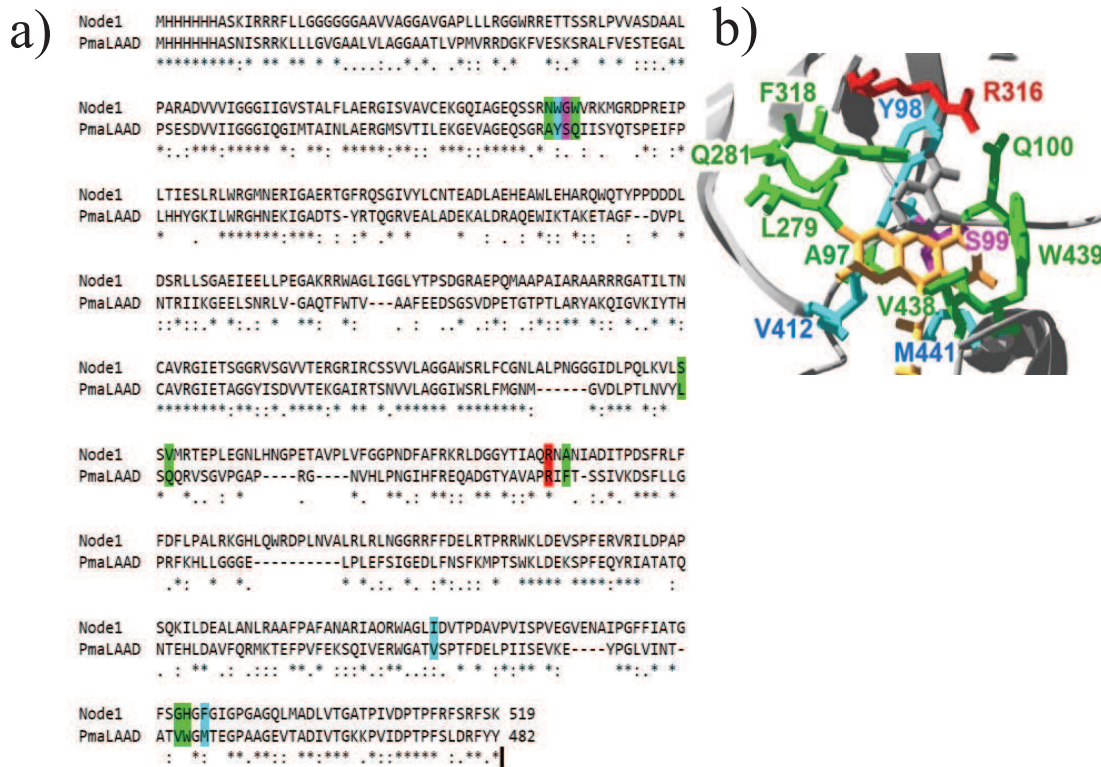 a)
Node1 MHHHHHHASKIRRRFLLGGGGGGAAVVAGGAVGAPLLLRGGWRRETTSSRLPVVASDAAL
PmaLAAD MHHHHHHASNISRRKLLLGVGAALVLAGGAATLVPMVRRDGKFVESKSRALFVESTEGAL
*********:* ** ** *....:..*** * *:.* *:.* * :::.**
Node1 PARADVVVIGGGIIGVSTALFLAERGISVAVCEKGQIAGEQSSRNWGWVRKMGRDPREIP
PmaLAAD PSESDVVIIGGGIQGIMTAINLAERGMSVTILEKGEVAGEQSGRAYSQIISYQTSPEIFP
*:.:***:***** *: **: *****:**:: ***::*****.* :. : . *. :*
Node1 LTIESLRLWRGMNERIGAERTGFRQSGIVYLCNTEADLAEHEAWLEHARQWQTYPPDDDL
PmaLAAD LHHYGKILWRGHNEKIGADTS-YRTQGRVEALADEKALDRAQEWIKTAKETAGF--DVPL
* . **** **:***: : :* .* * * * . : *:: *:: : * *
Node1 DSRLLSGAEIEELLPEGAKRRWAGLIGGLYTPSDGRAEPQMAAPAIARAARRRGATILTN
PmaLAAD NTRIIKGEELSNRLV-GAQTFWTV---AAFEEDSGSVDPETGTPTLARYAKQIGVKIYTH
::*::.* *:.: * **: *: . : ..* .:*: .:*::** *:: *..* *:
Node1 CAVRGIETSGGRVSGVVTERGRIRCSSVVLAGGAWSRLFCGNLALPNGGGIDLPQLKVLS
PmaLAAD CAVRGIETAGGYISDVVTEKGAIRTSNVVLAGGIWSRLFMGNM------GVDLPTLNVYL
********:**::*.****:* **.******* ***** **: *:*** *:*
Node1 SVMRTEPLEGNLHNGPETAVPLVFGGPNDFAFRKRLDGGYTIAQRNANIADITPDSFRLF
PmaLAAD SQQRVSGVPGAP----RG----NVHLPNGIHFREQADGTYAVAPRIFT-SSIVKDSFLLG
* *.. : * . *. **.: **:: ** *::* * . :.*. *** *
Node1 FDFLPALRKGHLQWRDPLNVALRLRLNGGRRFFDELRTPRRWKLDEVSPFERVRILDPAP
PmaLAAD PRFKHLLGGGE----------LPLEFSIGEDLFNSFKMPTSWKLDEKSPFEQYRIATATQ
.*: * *. * *.:. *. :*:.:: * ***** ****: ** :
Node1 SQKILDEALANLRAAFPAFANARIAORWAGLIDVTPDAVPVISPVEGVENAIPGFFIATG
PmaLAAD NTEHLDAVFQRMKTEFPVFEKSQIVERWGATVSPTFDELPIISEVKE----YPGLVINT-
. : ** .: .::: **.* :::*.:**.. :. * * :*:** *: **:.* *
Node1 FSGHGFGIGPGAGQLMADLVTGATPIVDPTPFRFSRFSK 519
PmaLAAD ATVWGMTEGPAAGEVTADIVTGKKPVIDPTPFSLDRFYY 482
: *: **.**:: **:*** .*::***** :.**.*
b)
F318
Y98
R316
Q281
Q100
L279
S99
A97
W439
V438
V412
M441